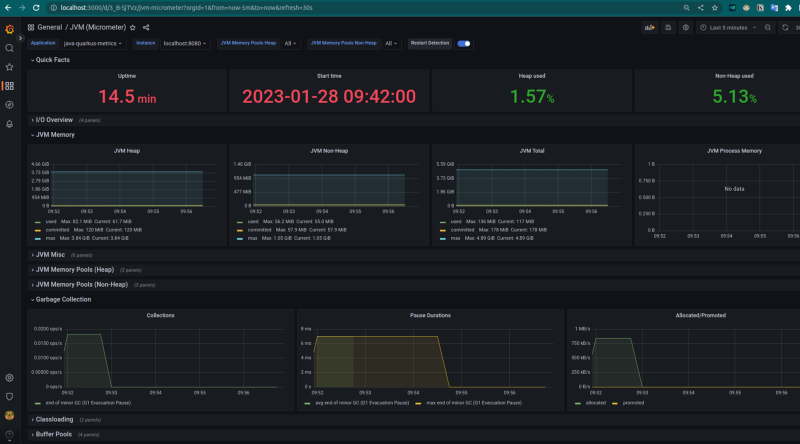 localhost:3000/d/3_B-SjTVz/jvm-micrometer?orgId=1&from=now-5m&to=now&refresh=30s
General / JVM (Micrometer)
Last 5 minutes
30s
Application java-quarkus-metrics Instance localhost:8080 JVM Memory Pools Heap All JVM Memory Pools Non-Heap All Restart Detection
Quick Facts
Uptime Start time Heap used Non-Heap used
14.5 min 2023-01-28 09:42:00 1.57% 5.13%
I/O Overview (4 panels)
JVM Memory
JVM Heap
4.66 GiB
3.73 GiB
2.79 GiB
1.86 GiB
954 MiB
0 B
09:52 09:53 09:54 09:55 09:56
used Max: 82.1 MiB Current: 61.7 MiB
committed Max: 120 MiB Current: 120 MiB
max Max: 3.84 GiB Current: 3.84 GiB
JVM Non-Heap
1.40 GiB
954 MiB
477 MiB
0 B
09:52 09:53 09:54 09:55 09:56
used Max: 56.2 MiB Current: 55.0 MiB
committed Max: 57.9 MiB Current: 57.9 MiB
max Max: 1.05 GiB Current: 1.05 GiB
JVM Total
5.59 GiB
3.73 GiB
1.86 GiB
0 B
09:52 09:53 09:54 09:55 09:56
used Max: 136 MiB Current: 117 MiB
committed Max: 178 MiB Current: 178 MiB
max Max: 4.89 GiB Current: 4.89 GiB
JVM Process Memory
1 B
0.750 B
0.500 B
0.250 B
0 B
No data
09:52 09:53 09:54 09:55 09:56
JVM Misc (6 panels)
JVM Memory Pools (Heap) (3 panels)
JVM Memory Pools (Non-Heap) (3 panels)
Garbage Collection
Collections
0.0200 ops/s
0.0150 ops/s
0.0100 ops/s
0.00500 ops/s
0 ops/s
09:52 09:53 09:54 09:55 09:56
end of minor GC (G1 Evacuation Pause)
Pause Durations
8 ms
6 ms
4 ms
2 ms
0 s
09:52 09:53 09:54 09:55 09:56
avg end of minor GC (G1 Evacuation Pause) max end of minor GC (G1 Evacuation Pause)
Allocated/Promoted
1 MB/s
750 kB/s
500 kB/s
250 kB/s
0 B/s
09:52 09:53 09:54 09:55 09:56
allocated promoted
Classloading (2 panels)
Buffer Pools (4 panels)